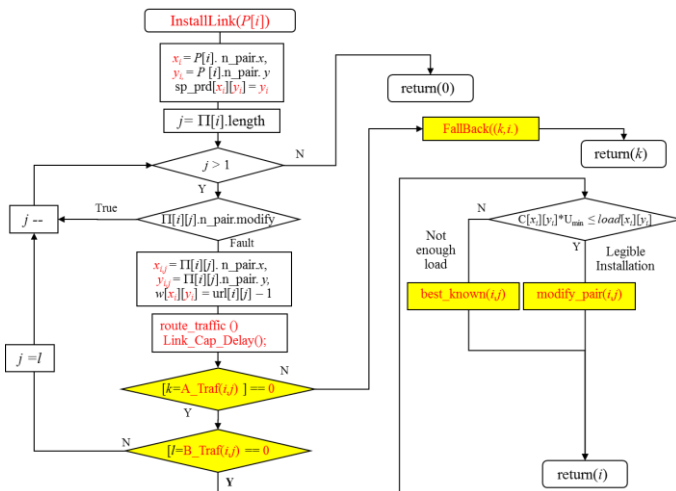 InstallLink(P[i])
xᵢ = P[i]. n_pair.x,
yᵢ, = P [i].n_pair. y
sp_prd[xᵢ][yᵢ] = yᵢ
return(0)
j= Π[i].length
FallBack((k,i.)
return(k)
j > 1
N
Y
True
j --
Π[i][j].n_pair.modify
Fault
N
C[xᵢ][yᵢ]*Uₘᵢₙ ≤ load[xᵢ][yᵢ]
Y
Not
enough
load
Legible
Installation
xᵢ,ⱼ = Π[i][j]. n_pair.x,
yᵢ,ⱼ = Π[i][j].n_pair. y,
w[xᵢ][yᵢ] = url[i][j] − 1
best_known(i,j)
modify_pair(i,j)
route_traffic ()
Link_Cap_Delay();
j =l
[k=A_Traf(i,j) ] == 0
N
Y
[l=B_Traf(i,j) == 0
N
Y
return(i)